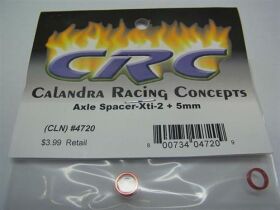 CRC
Calandra Racing Concepts
Axle Spacer-Xti-2 + 5mm
(CLN) #4720
$3.99 Retail
8 00734 04720 9